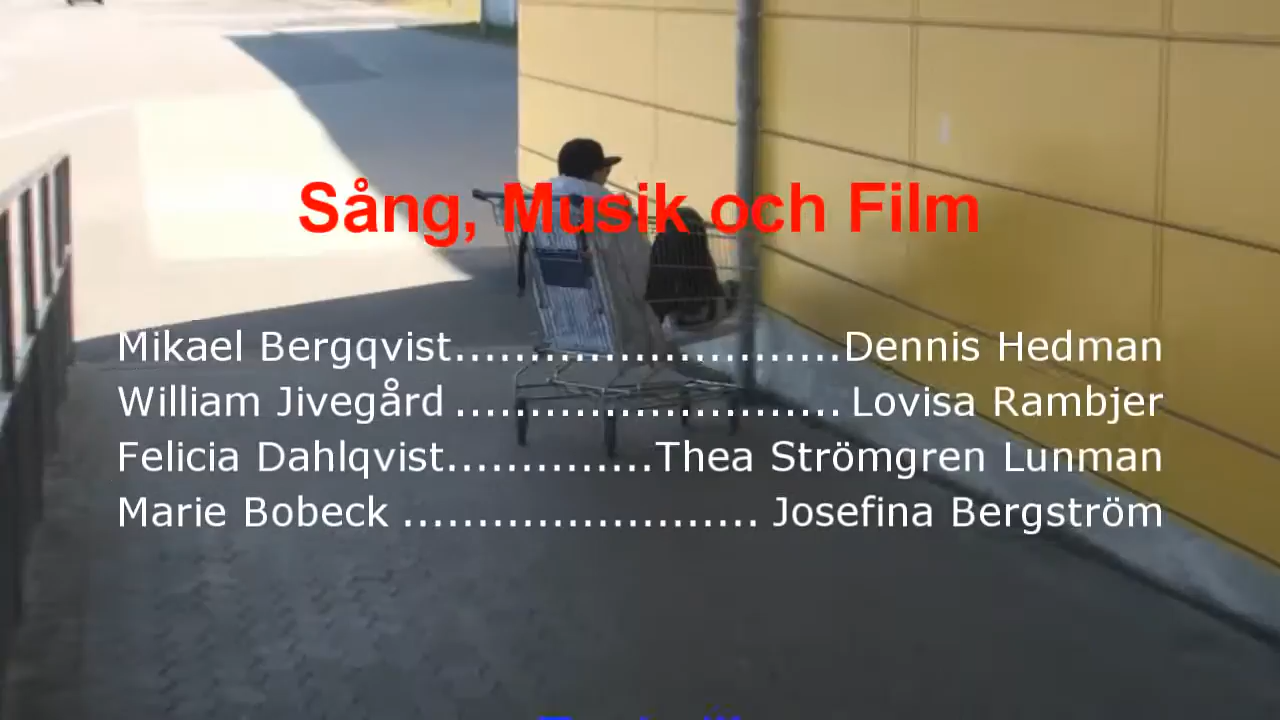 Sång, Musik och Film
Mikael Bergqvist..........................Dennis Hedman
William Jivegård .......................... Lovisa Rambjer
Felicia Dahlqvist..............Thea Strömgren Lunman
Marie Bobeck ........................ Josefina Bergström